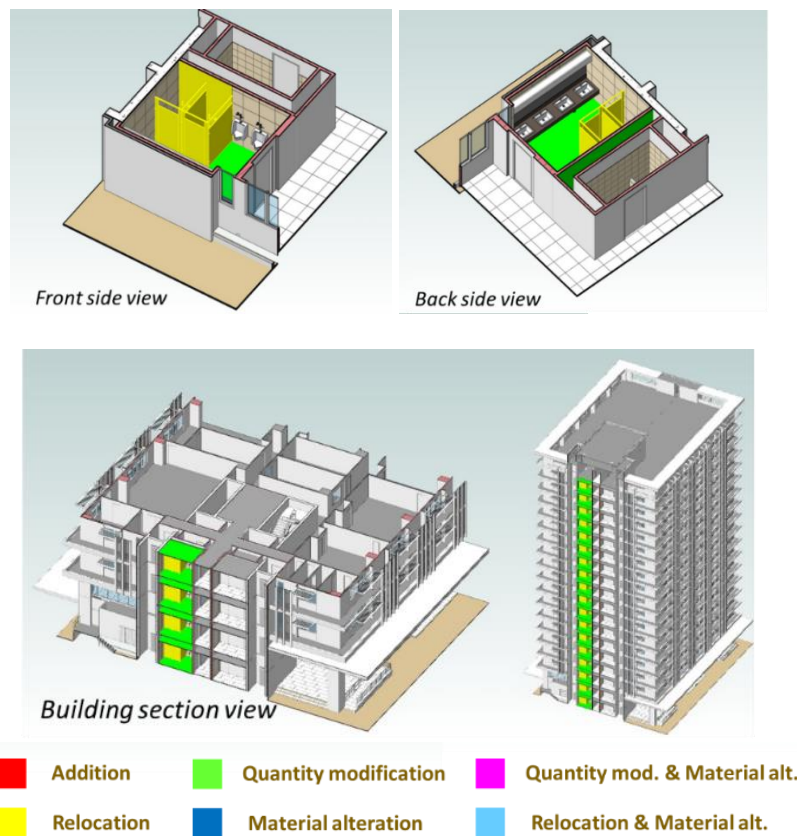 Front side view
Back side view
Building section view
Addition
Quantity modification
Quantity mod. & Material alt.
Relocation
Material alteration
Relocation & Material alt.